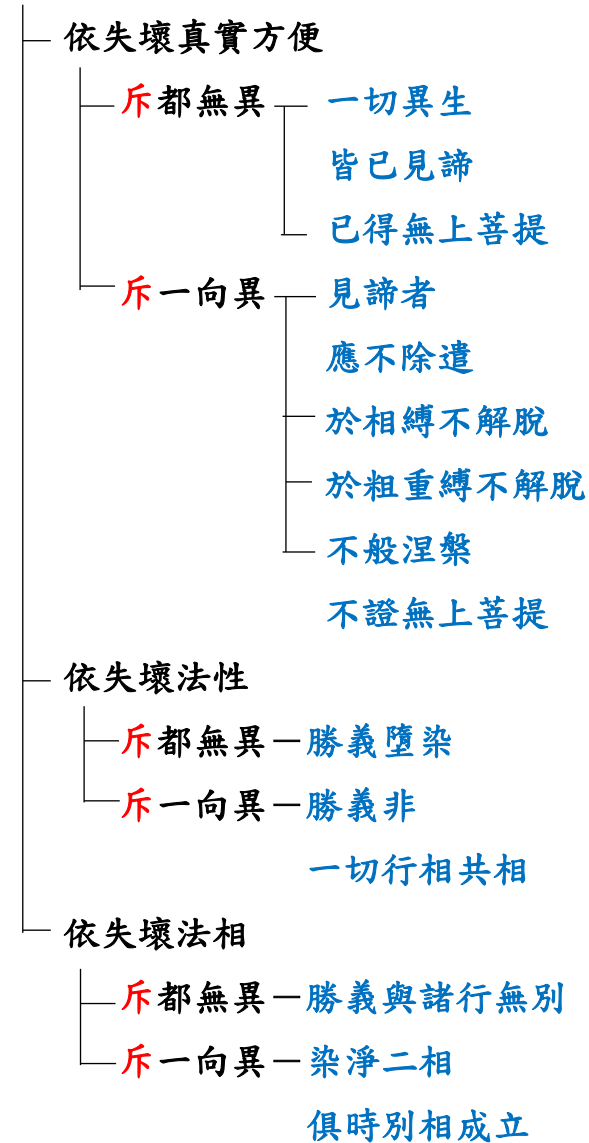 依失壞真實方便
斥都無異 一切異生
皆已見諦
已得無上菩提
斥一向異 見諦者
應不除遣
於相縛不解脫
於粗重縛不解脫
不般涅槃
不證無上菩提
依失壞法性
斥都無異－勝義墮染
斥一向異－勝義非
一切行相共相
依失壞法相
斥都無異－勝義與諸行無別
斥一向異－染淨二相
俱時別相成立